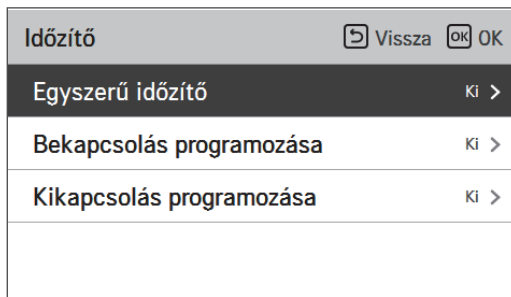 Időzítő Vissza OK OK
Egyszerű időzítő Ki >
Bekapcsolás programozása Ki >
Kikapcsolás programozása Ki >